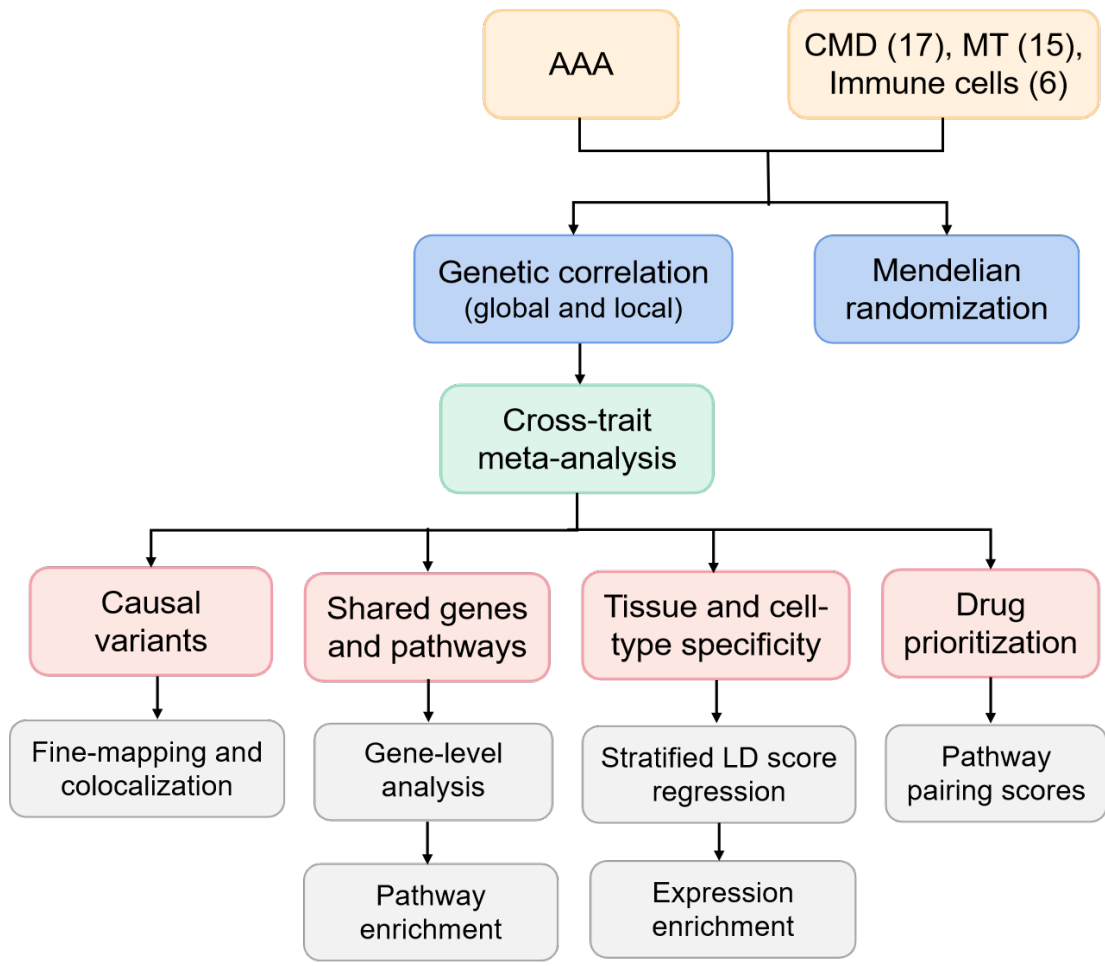 AAA
CMD (17), MT (15),
Immune cells (6)
Genetic correlation
(global and local)
Mendelian
randomization
Cross-trait
meta-analysis
Causal
variants
Shared genes
and pathways
Tissue and cell-
type specificity
Drug
prioritization
Fine-mapping and
colocalization
Gene-level
analysis
Stratified LD score
regression
Pathway
pairing scores
Pathway
enrichment
Expression
enrichment